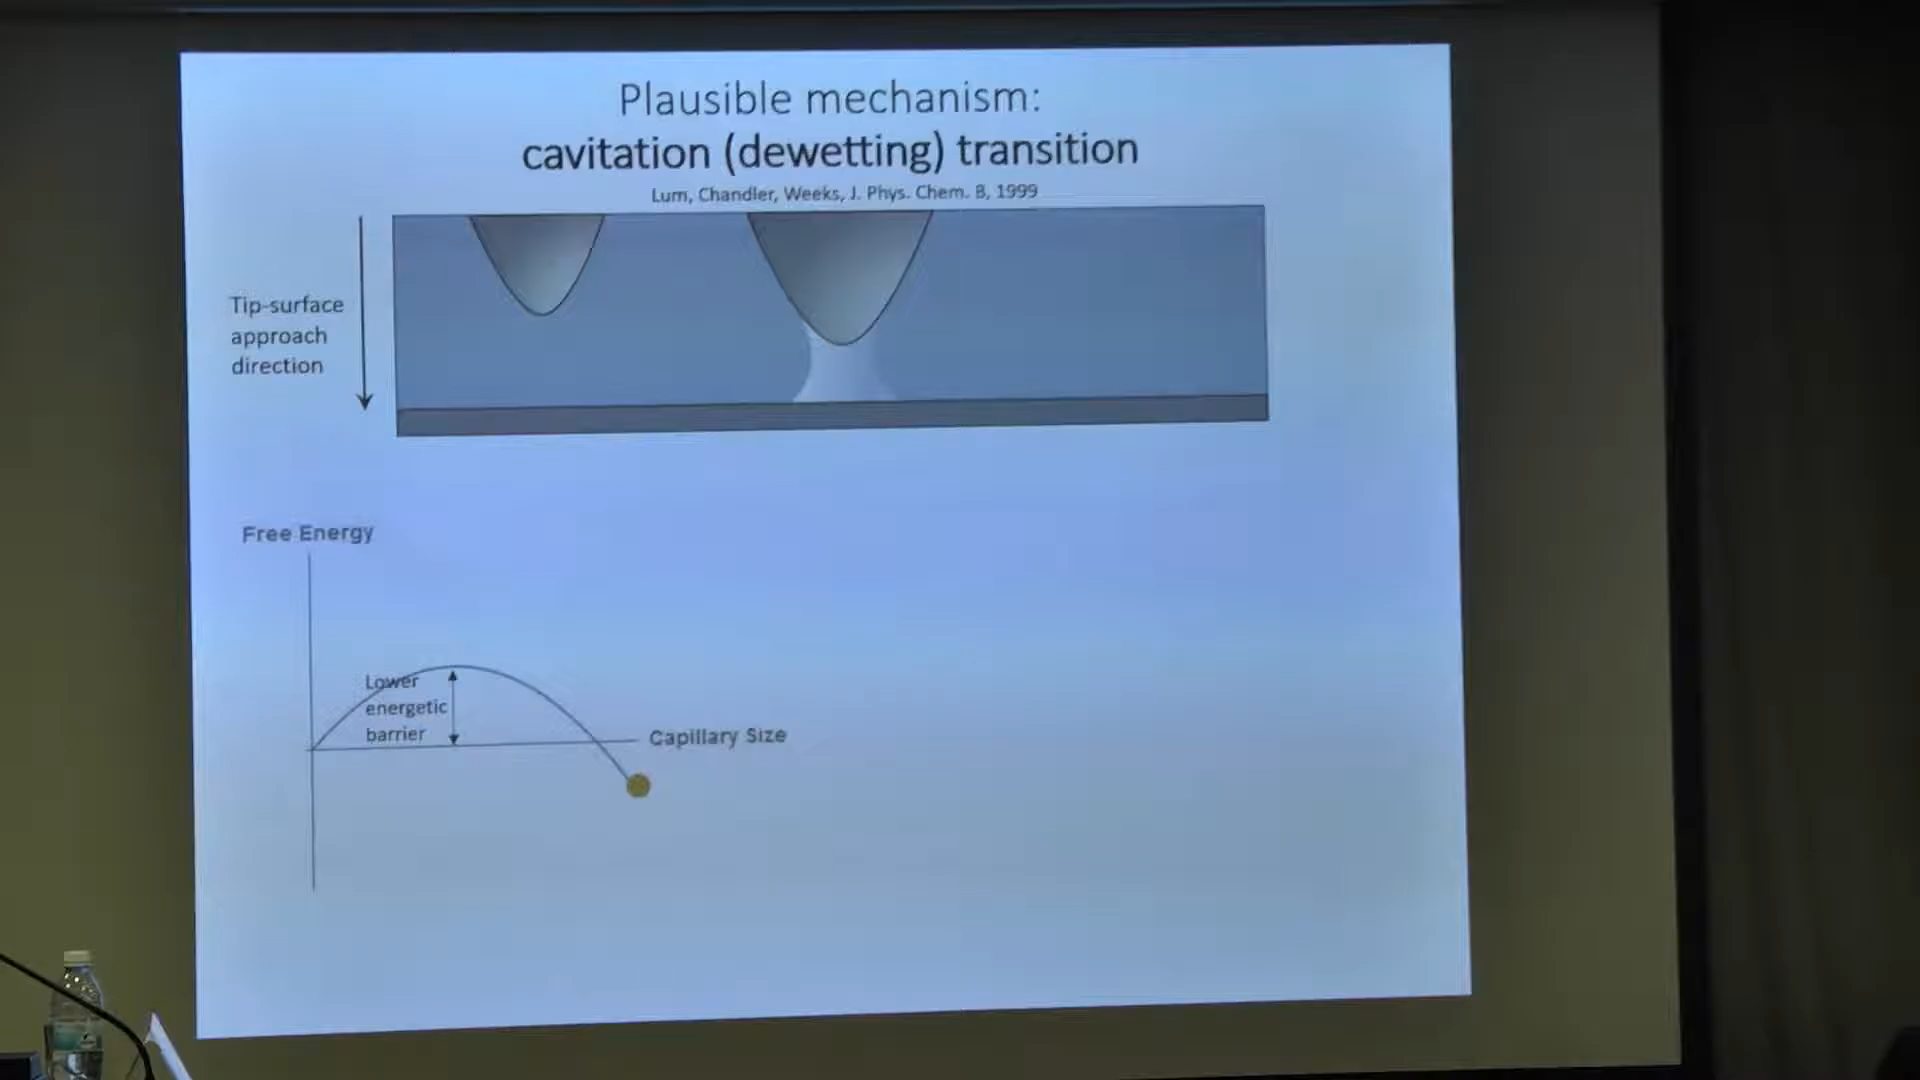 Plausible mechanism:
cavitation (dewetting) transition
Lum, Chandler, Weeks, J. Phys. Chem. B, 1999
Tip-surface
approach
direction
Free Energy
Lower
energetic
barrier
Capillary Size